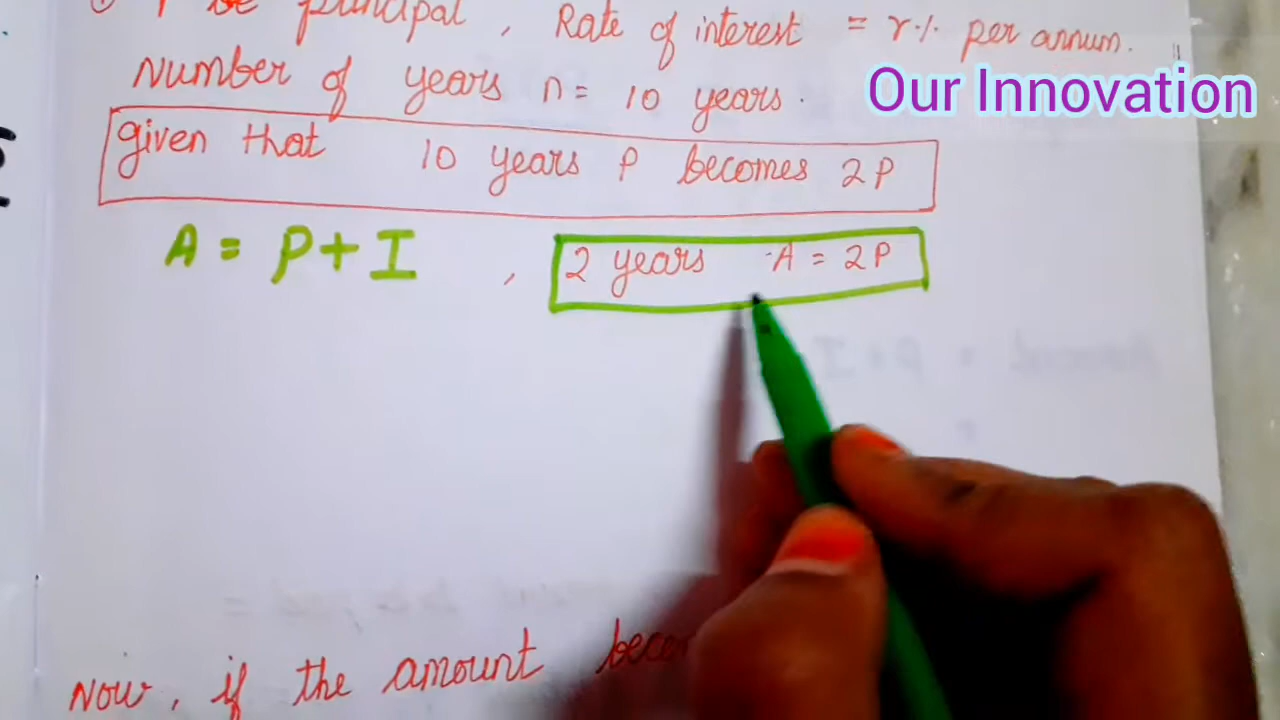 be principal, Rate of interest = r% per annum.
Number of years n = 10 years.
Our Innovation
given that 10 years P becomes 2P
A = P + I , 2 years A = 2P
Now, if the amount